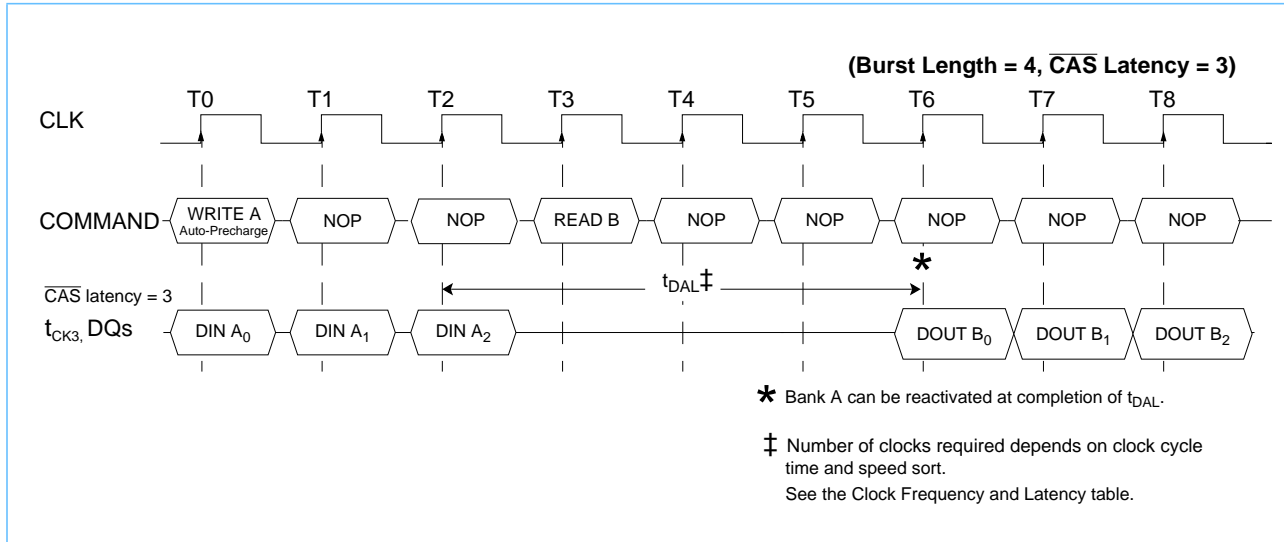 (Burst Length = 4, CAS Latency = 3)
T0 T1 T2 T3 T4 T5 T6 T7 T8
CLK
COMMAND WRITE A Auto-Precharge NOP NOP READ B NOP NOP NOP NOP NOP
*
tDAL‡
CAS latency = 3
tCK3, DQs DIN A0 DIN A1 DIN A2 DOUT B0 DOUT B1 DOUT B2
* Bank A can be reactivated at completion of tDAL.
‡ Number of clocks required depends on clock cycle
time and speed sort.
See the Clock Frequency and Latency table.